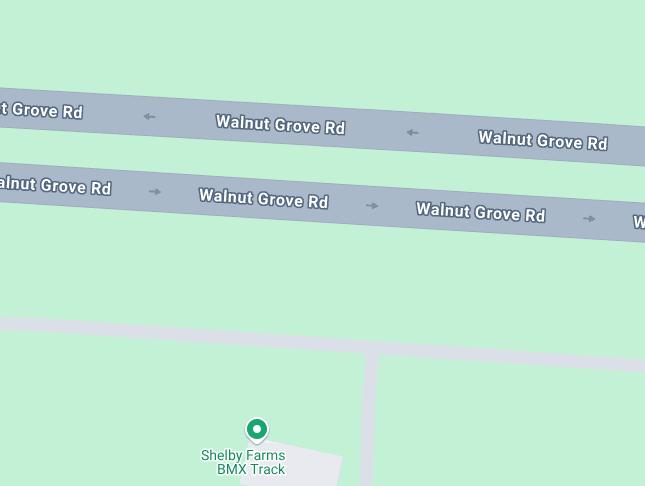 t Grove Rd
Walnut Grove Rd
Walnut Grove Rd
alnut Grove Rd
Walnut Grove Rd
Walnut Grove Rd
W
Shelby Farms
BMX Track